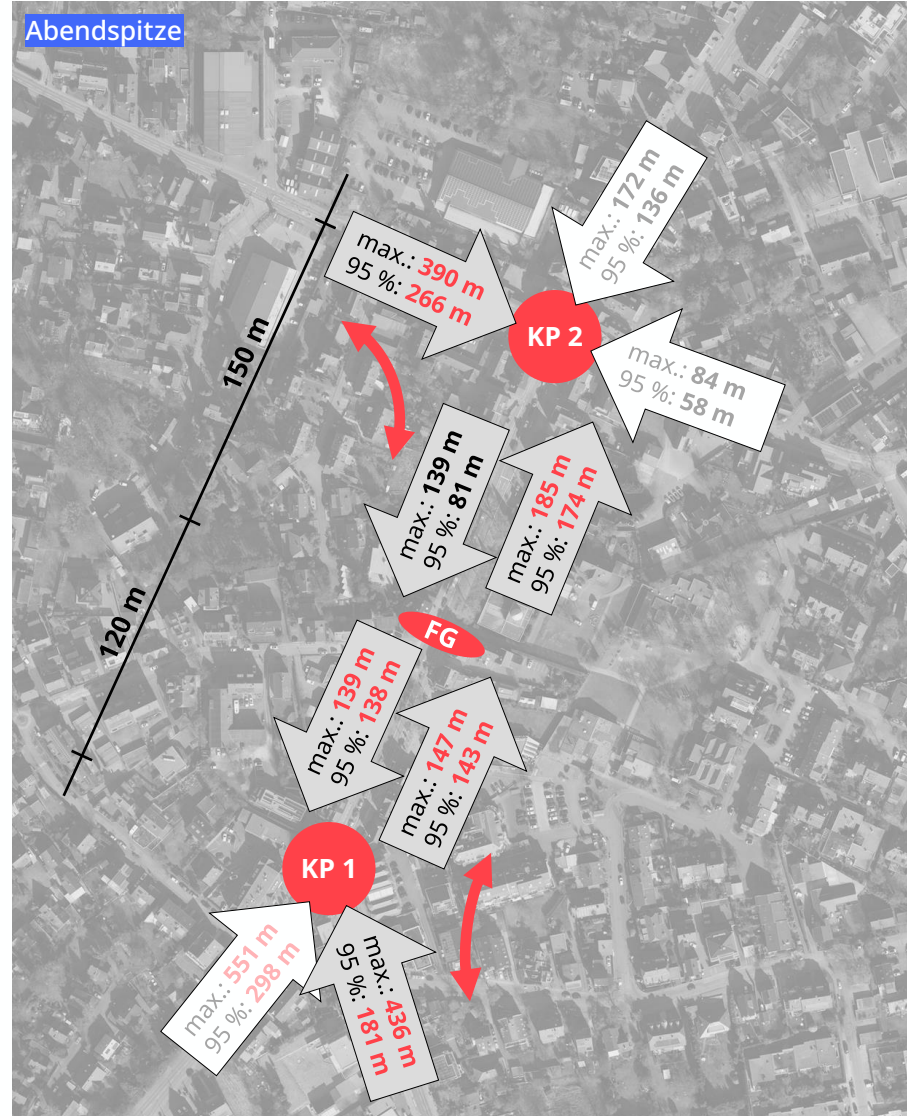 Abendspitze
max.: 172 m
95 %: 136 m
max.: 390 m
95 %: 266 m
KP 2
150 m
max.: 84 m
95 %: 58 m
max.: 139 m
95 %: 81 m
max.: 185 m
95 %: 174 m
120 m
FG
max.: 139 m
95 %: 138 m
max.: 147 m
95 %: 143 m
KP 1
max.: 551 m
95 %: 298 m
max.: 436 m
95 %: 181 m